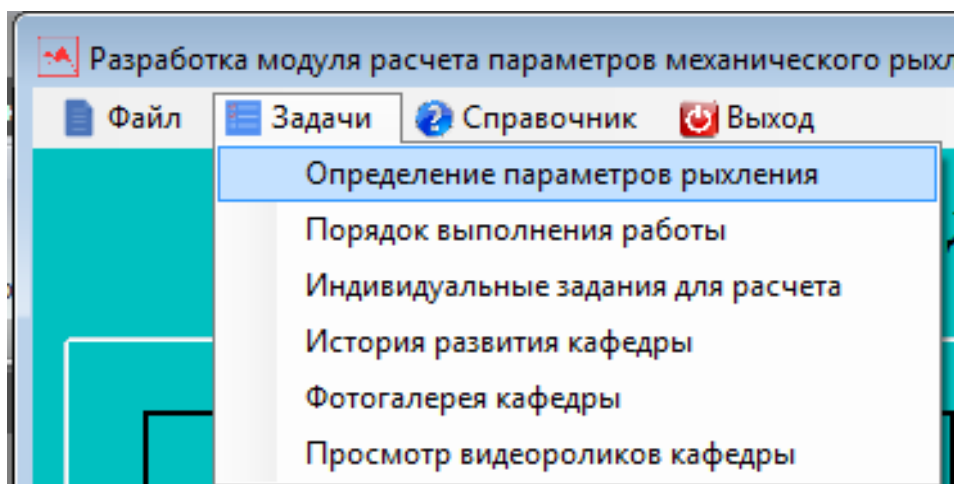 Разработка модуля расчета параметров механического
Файл Задачи Справочник Выход
Определение параметров рыхления
Порядок выполнения работы
Индивидуальные задания для расчета
История развития кафедры
Фотогалерея кафедры
Просмотр видеороликов кафедры